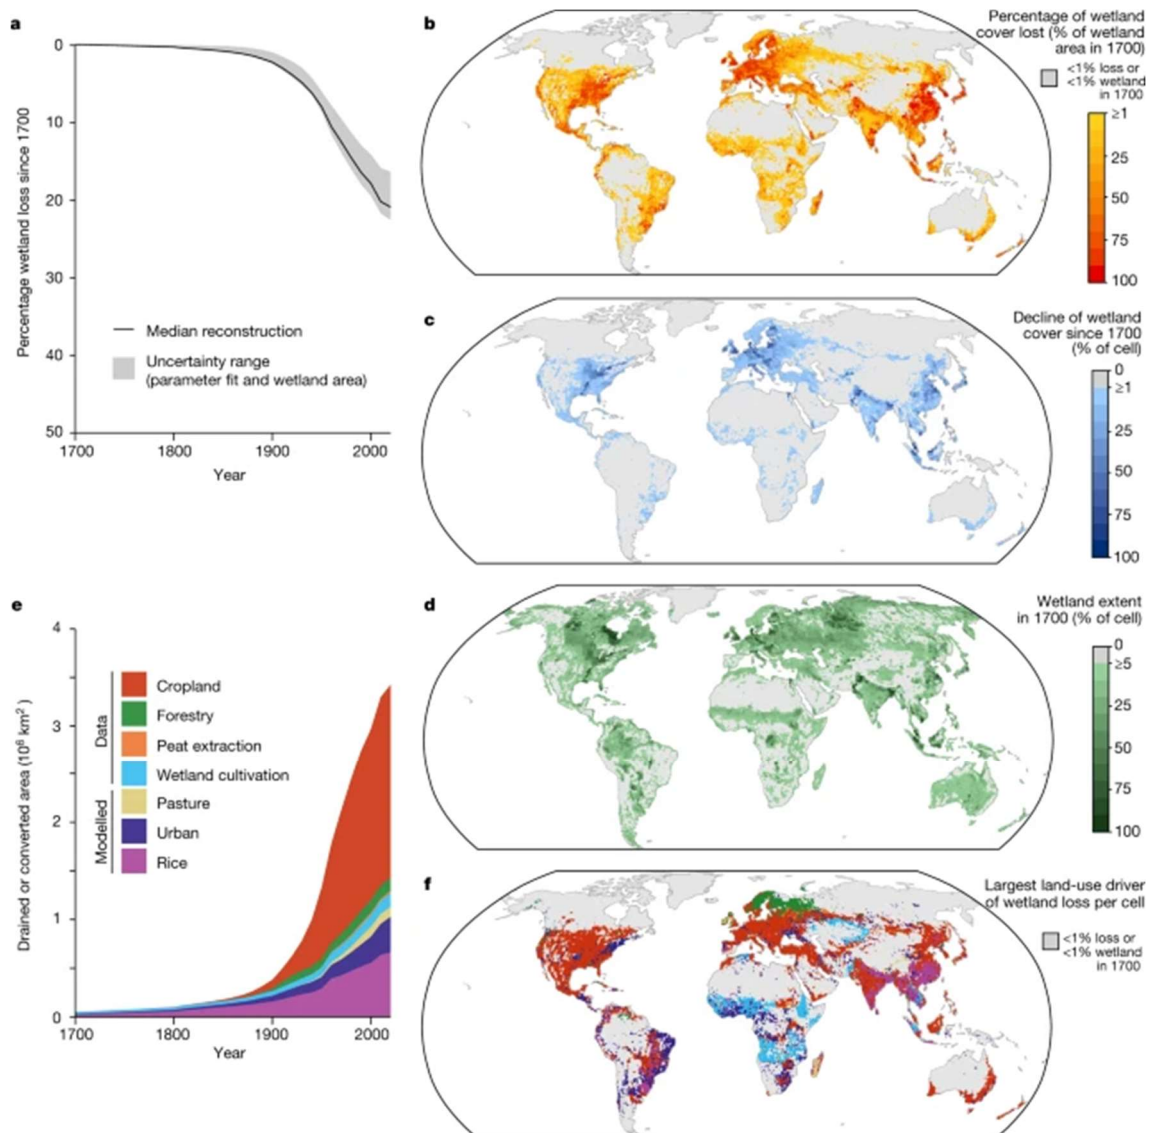 a
0
10
20
30
40
50
Percentage wetland loss since 1700
Median reconstruction
Uncertainty range
(parameter fit and wetland area)
1700
1800
1900
2000
Year
b
Percentage of wetland
cover lost (% of wetland
area in 1700)
<1% loss or
<1% wetland
in 1700
≥1
25
50
75
100
c
Decline of wetland
cover since 1700
(% of cell)
0
≥1
25
50
75
100
e
4
3
2
1
0
Drained or converted area (10⁶ km²)
Data
Modelled
Cropland
Forestry
Peat extraction
Wetland cultivation
Pasture
Urban
Rice
1700
1800
1900
2000
Year
d
Wetland extent
in 1700 (% of cell)
0
≥5
25
50
75
100
f
Largest land-use driver
of wetland loss per cell
<1% loss or
<1% wetland
in 1700